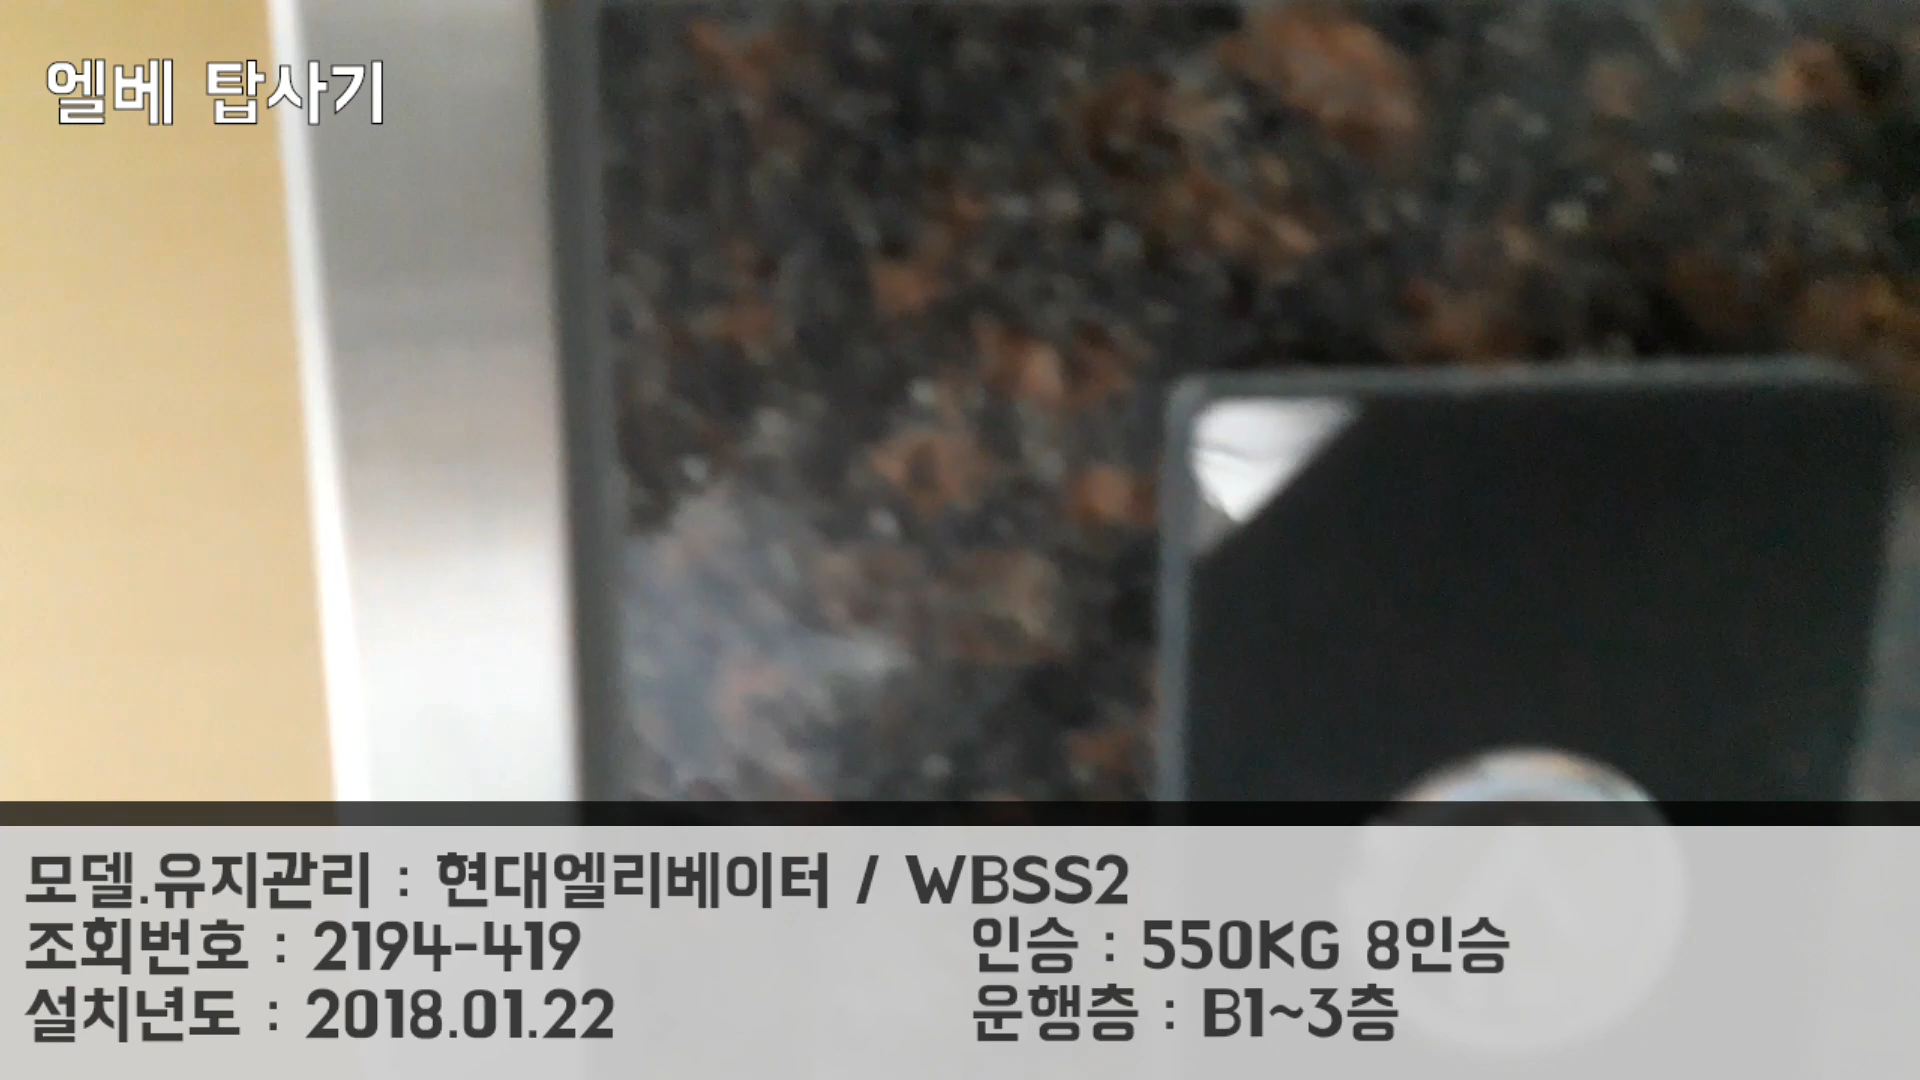 엘베 탑사기
모델.유지관리 : 현대엘리베이터 / WBSS2
조회번호 : 2194-419
인승 : 550KG 8인승
설치년도 : 2018.01.22
운행층 : B1~3층